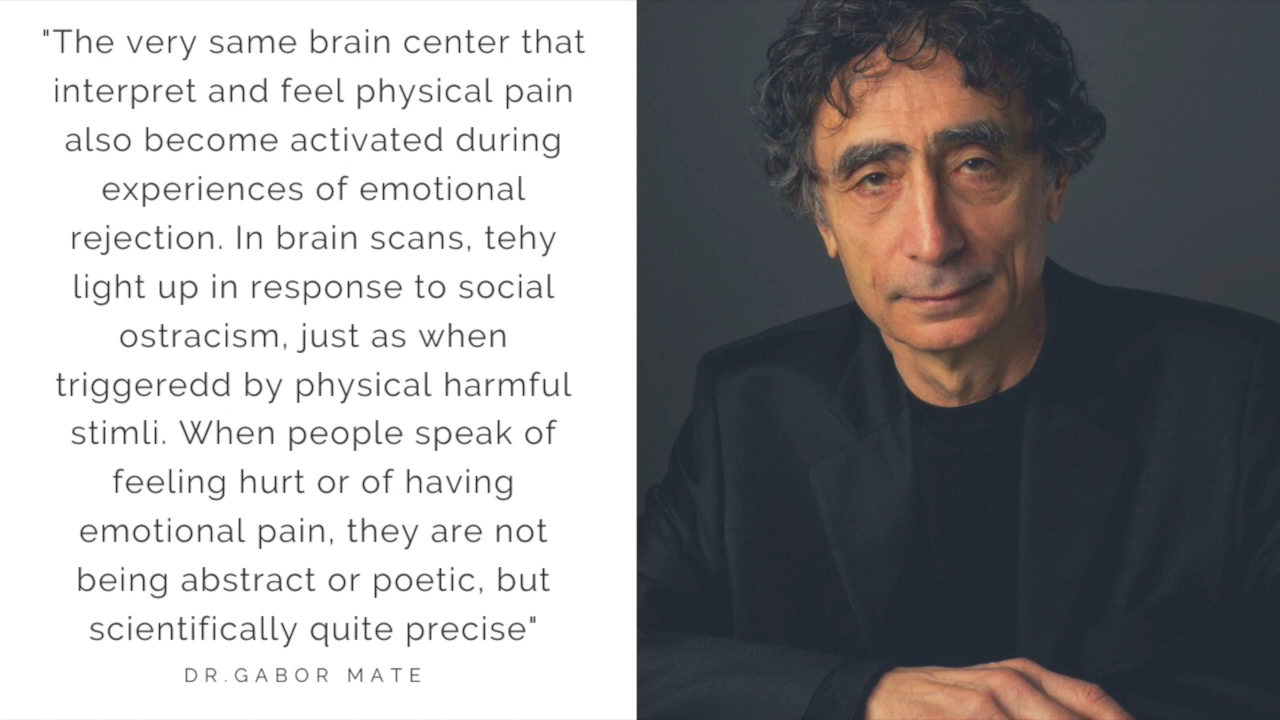 "The very same brain center that
interpret and feel physical pain
also become activated during
experiences of emotional
rejection. In brain scans, tehy
light up in response to social
ostracism, just as when
triggeredd by physical harmful
stimli. When people speak of
feeling hurt or of having
emotional pain, they are not
being abstract or poetic, but
scientifically quite precise"
DR.GABOR MATE